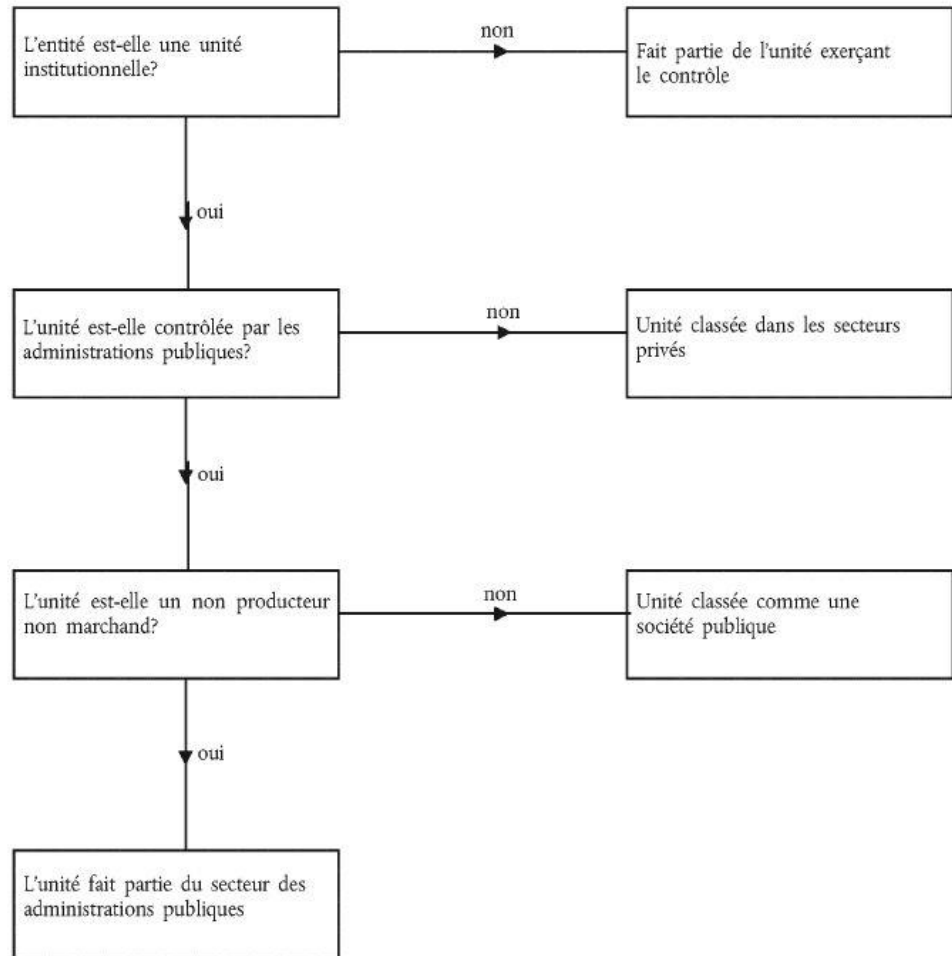 L'entité est-elle une unité
institutionnelle?
non
Fait partie de l'unité exerçant
le contrôle
oui
L'unité est-elle contrôlée par les
administrations publiques?
non
Unité classée dans les secteurs
privés
oui
L'unité est-elle un non producteur
non marchand?
non
Unité classée comme une
société publique
oui
L'unité fait partie du secteur des
administrations publiques